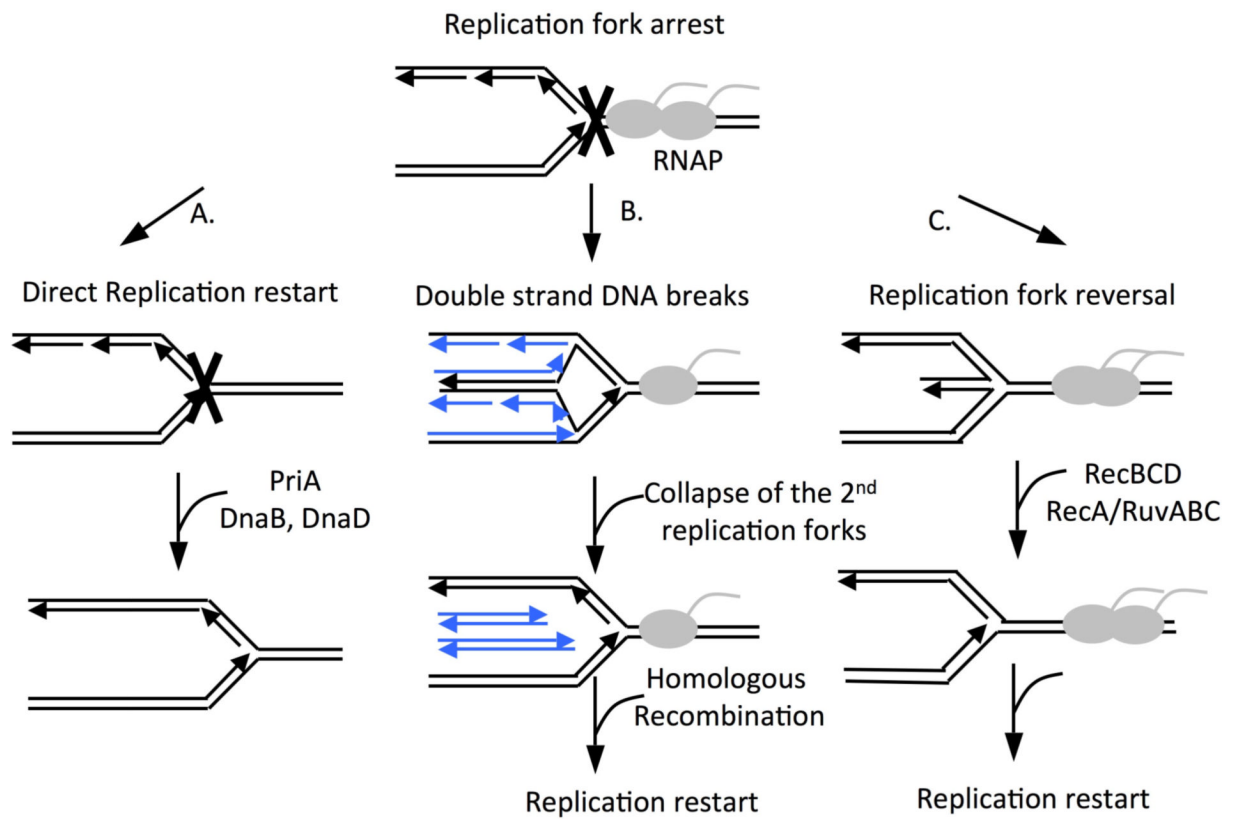 Replication fork arrest
RNAP
A.
B.
C.
Direct Replication restart
Double strand DNA breaks
Replication fork reversal
PriA
DnaB, DnaD
Collapse of the 2nd
replication forks
RecBCD
RecA/RuvABC
Homologous
Recombination
Replication restart
Replication restart